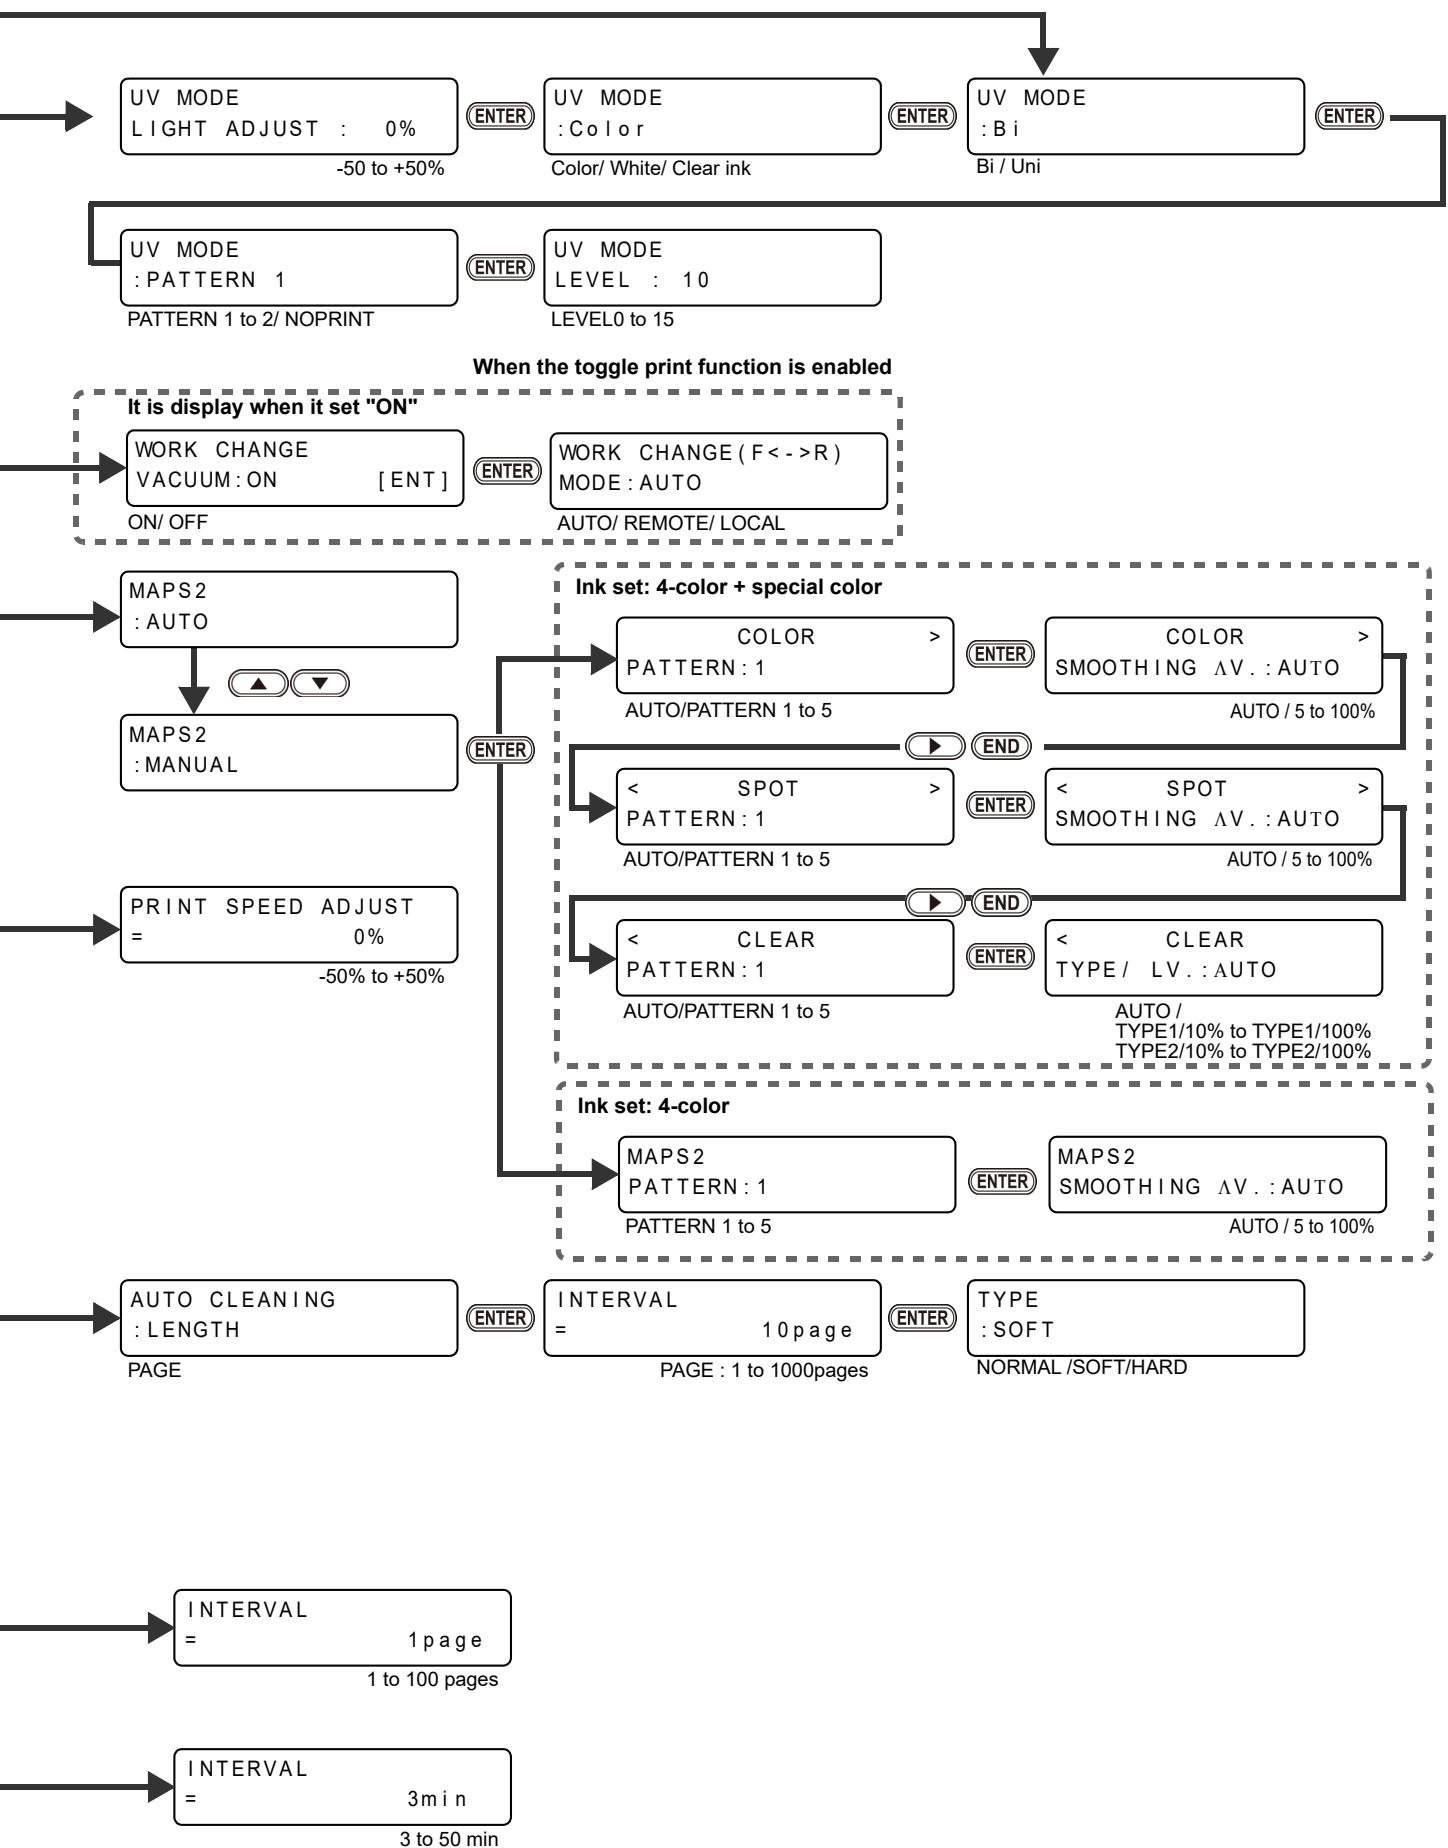 UV MODE
LIGHT ADJUST : 0%
-50 to +50%
ENTER
UV MODE
:Color
Color/ White/ Clear ink
ENTER
UV MODE
:Bi
Bi / Uni
ENTER
UV MODE
:PATTERN 1
PATTERN 1 to 2/ NOPRINT
ENTER
UV MODE
LEVEL : 10
LEVEL0 to 15
When the toggle print function is enabled
It is display when it set "ON"
WORK CHANGE
VACUUM:ON [ENT]
ON/ OFF
ENTER
WORK CHANGE(F<->R)
MODE:AUTO
AUTO/ REMOTE/ LOCAL
MAPS2
:AUTO
MAPS2
:MANUAL
ENTER
Ink set: 4-color + special color
COLOR >
PATTERN:1
AUTO/PATTERN 1 to 5
ENTER
COLOR >
SMOOTHING ΛV.:AUTO
AUTO / 5 to 100%
END
< SPOT >
PATTERN:1
AUTO/PATTERN 1 to 5
ENTER
< SPOT >
SMOOTHING ΛV.:AUTO
AUTO / 5 to 100%
END
< CLEAR
PATTERN:1
AUTO/PATTERN 1 to 5
ENTER
< CLEAR
TYPE/ LV.:AUTO
AUTO /
TYPE1/10% to TYPE1/100%
TYPE2/10% to TYPE2/100%
PRINT SPEED ADJUST
= 0%
-50% to +50%
Ink set: 4-color
MAPS2
PATTERN:1
PATTERN 1 to 5
ENTER
MAPS2
SMOOTHING ΛV.:AUTO
AUTO / 5 to 100%
AUTO CLEANING
:LENGTH
PAGE
ENTER
INTERVAL
= 10page
PAGE : 1 to 1000pages
ENTER
TYPE
:SOFT
NORMAL /SOFT/HARD
INTERVAL
= 1page
1 to 100 pages
INTERVAL
= 3min
3 to 50 min